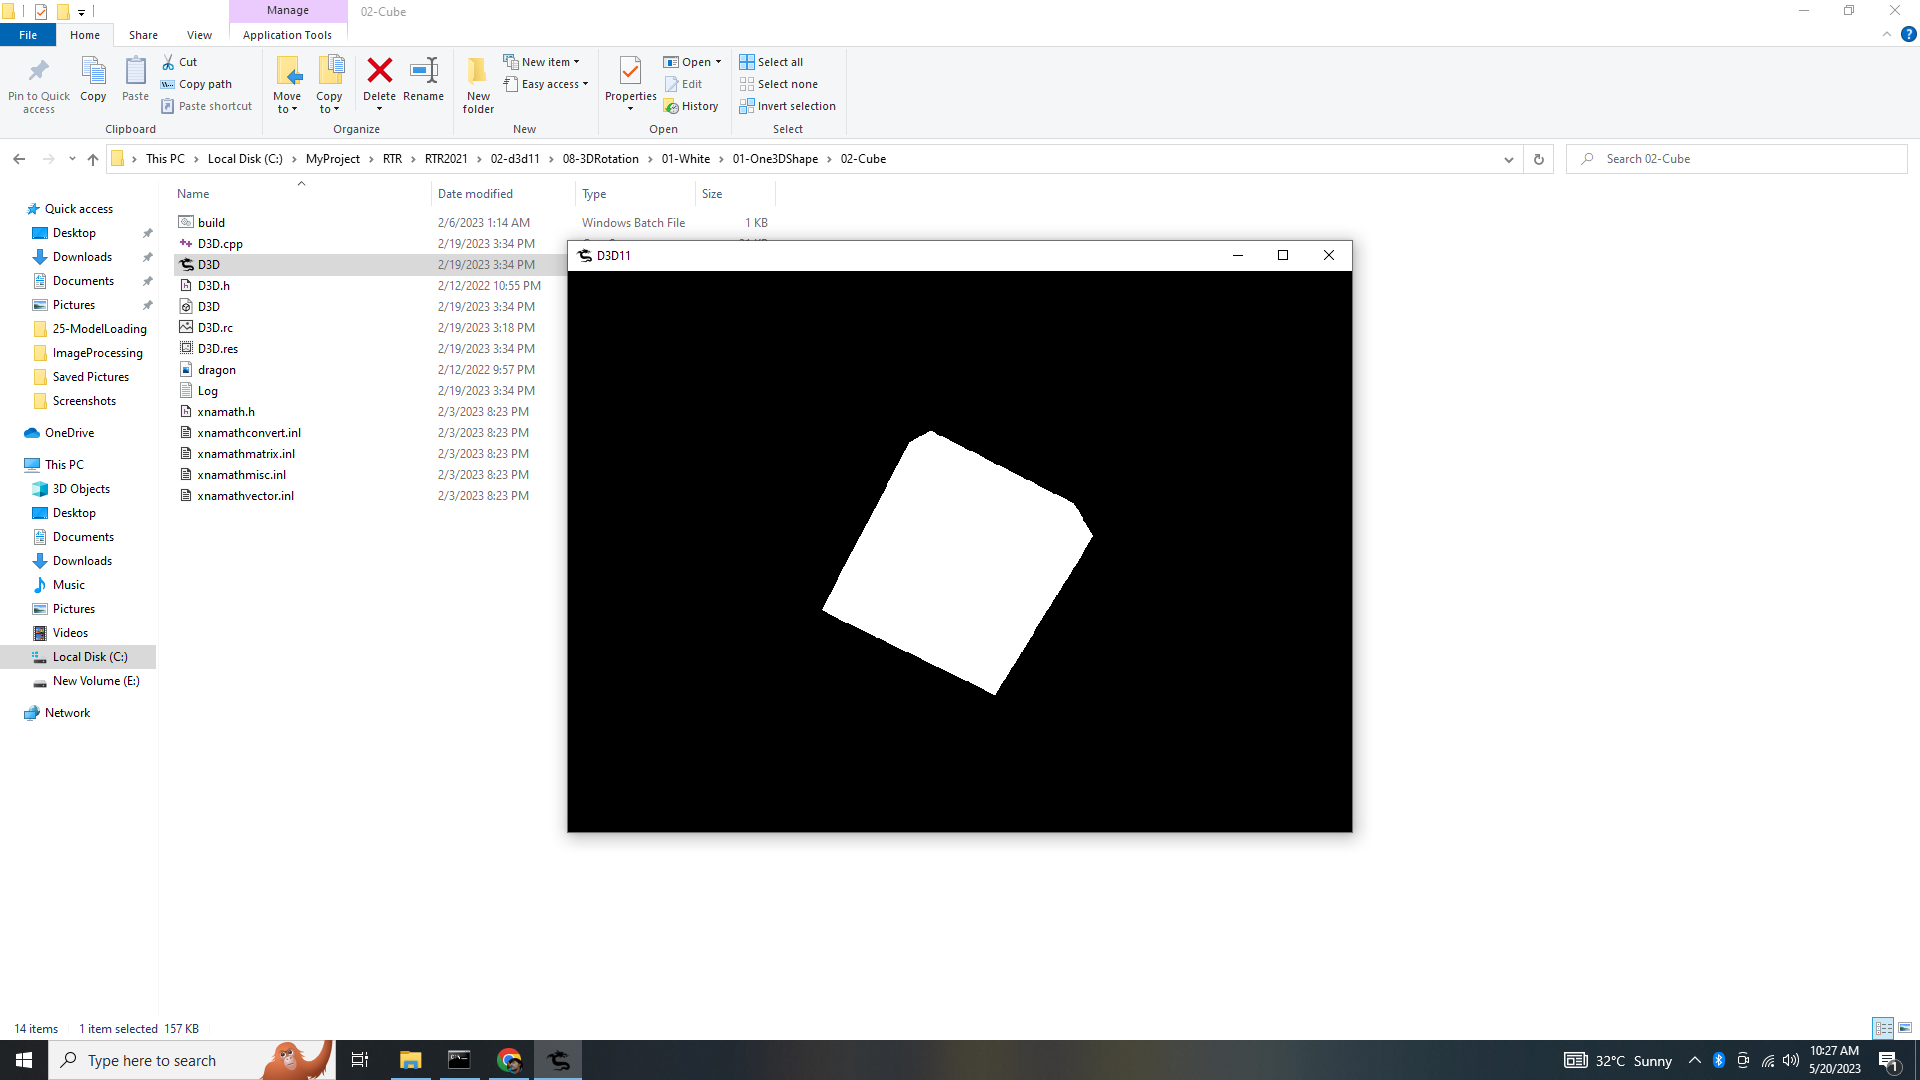 Manage
02-Cube
File
Home
Share
View
Application Tools
?
Pin to Quick access
Copy
Paste
Cut
Copy path
Paste shortcut
Clipboard
Move to
Copy to
Delete
Rename
Organize
New folder
New item
Easy access
New
Properties
Open
Edit
History
Open
Select all
Select none
Invert selection
Select
This PC > Local Disk (C:) > MyProject > RTR > RTR2021 > 02-d3d11 > 08-3DRotation > 01-White > 01-One3DShape > 02-Cube
Search 02-Cube
Name Date modified Type Size
build 2/6/2023 1:14 AM Windows Batch File 1 KB
D3D.cpp 2/19/2023 3:34 PM
D3D 2/19/2023 3:34 PM
D3D.h 2/12/2022 10:55 PM
D3D 2/19/2023 3:34 PM
D3D.rc 2/19/2023 3:18 PM
D3D.res 2/19/2023 3:34 PM
dragon 2/12/2022 9:57 PM
Log 2/19/2023 3:34 PM
xnamath.h 2/3/2023 8:23 PM
xnamathconvert.inl 2/3/2023 8:23 PM
xnamathmatrix.inl 2/3/2023 8:23 PM
xnamathmisc.inl 2/3/2023 8:23 PM
xnamathvector.inl 2/3/2023 8:23 PM
Quick access
Desktop
Downloads
Documents
Pictures
25-ModelLoading
ImageProcessing
Saved Pictures
Screenshots
OneDrive
This PC
3D Objects
Desktop
Documents
Downloads
Music
Pictures
Videos
Local Disk (C:)
New Volume (E:)
Network
D3D11
14 items 1 item selected 157 KB
Type here to search
32°C Sunny
10:27 AM
5/20/2023
1